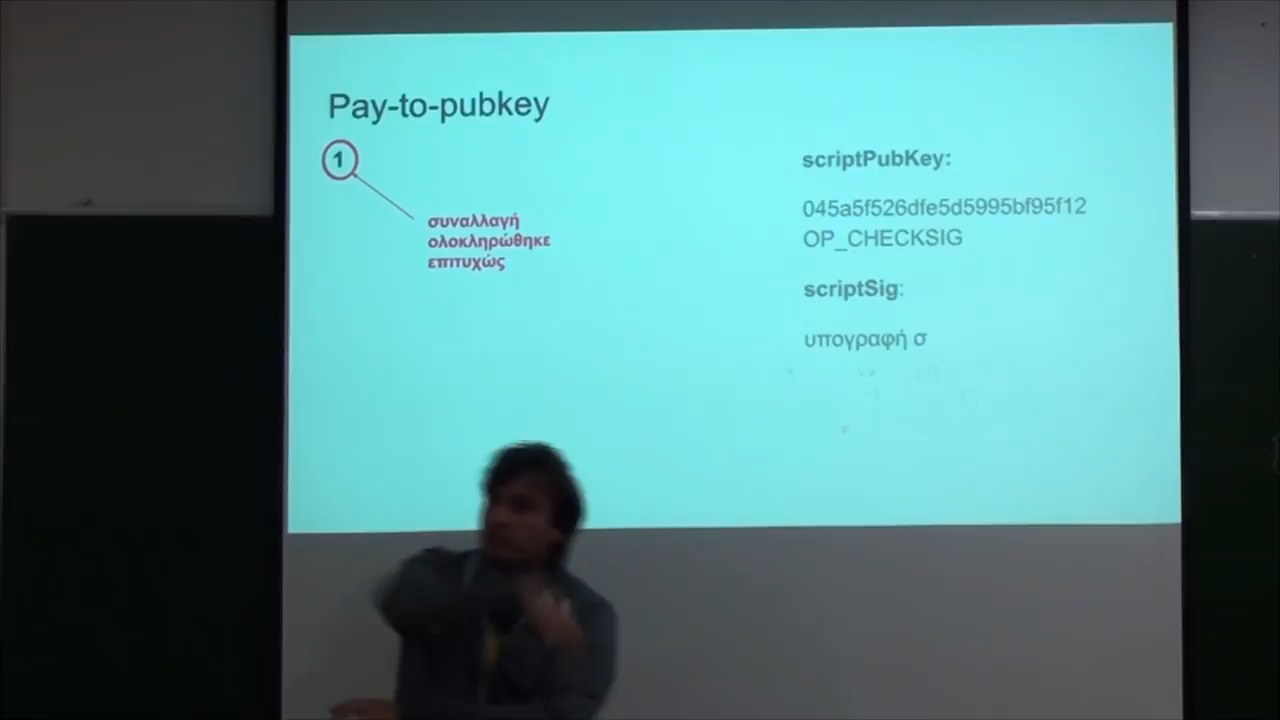 Pay-to-pubkey
1
συναλλαγή
ολοκληρώθηκε
επιτυχώς
scriptPubKey:
045a5f526dfe5d5995bf95f12
OP_CHECKSIG
scriptSig:
υπογραφή σ